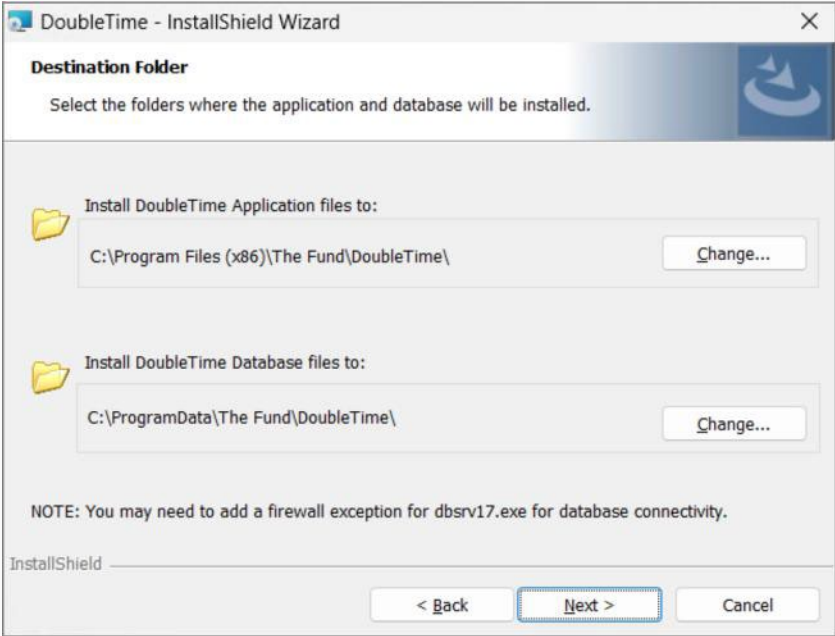 DoubleTime - InstallShield Wizard
Destination Folder
Select the folders where the application and database will be installed.
Install DoubleTime Application files to:
C:\Program Files (x86)\The Fund\DoubleTime\
Change...
Install DoubleTime Database files to:
C:\ProgramData\The Fund\DoubleTime\
Change...
NOTE: You may need to add a firewall exception for dbsrv17.exe for database connectivity.
InstallShield
< Back
Next >
Cancel